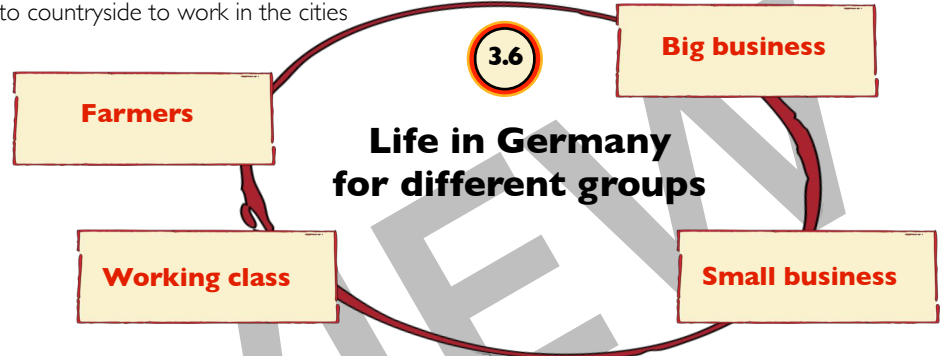 to countryside to work in the cities
3.6
Big business
Farmers
Life in Germany
for different groups
Working class
Small business